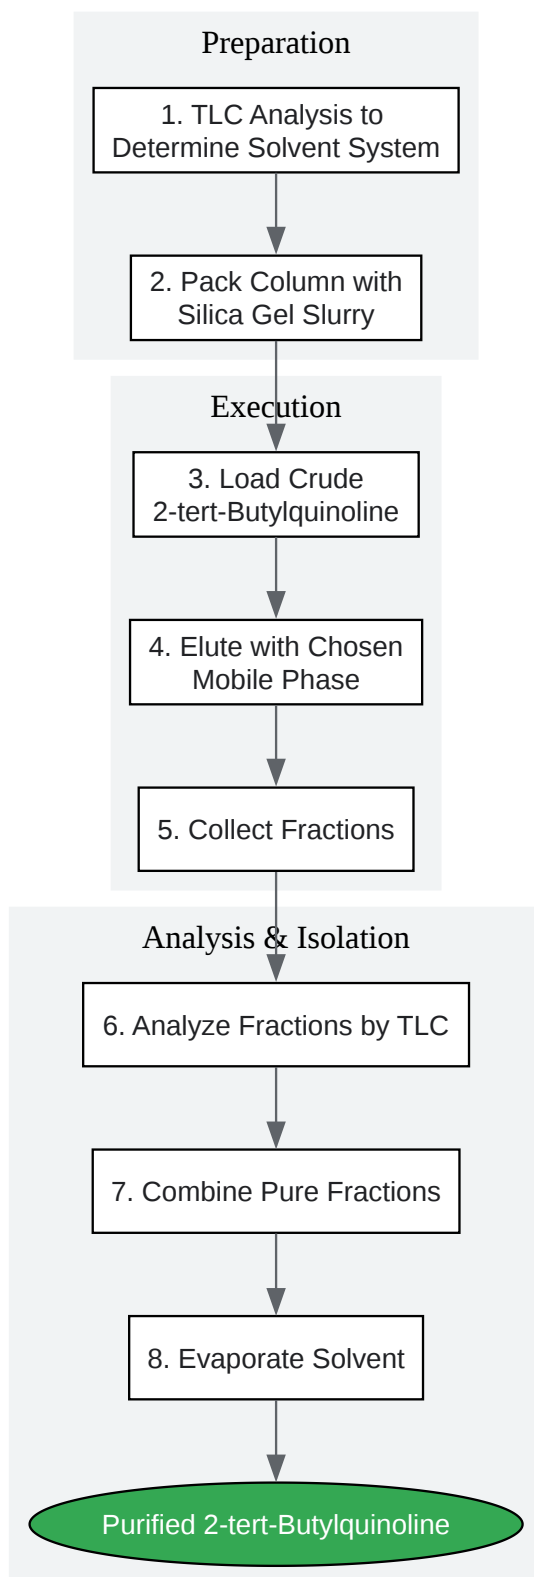 Preparation
1. TLC Analysis to
Determine Solvent System
2. Pack Column with
Silica Gel Slurry
Execution
3. Load Crude
2-tert-Butylquinoline
4. Elute with Chosen
Mobile Phase
5. Collect Fractions
Analysis & Isolation
6. Analyze Fractions by TLC
7. Combine Pure Fractions
8. Evaporate Solvent
Purified 2-tert-Butylquinoline